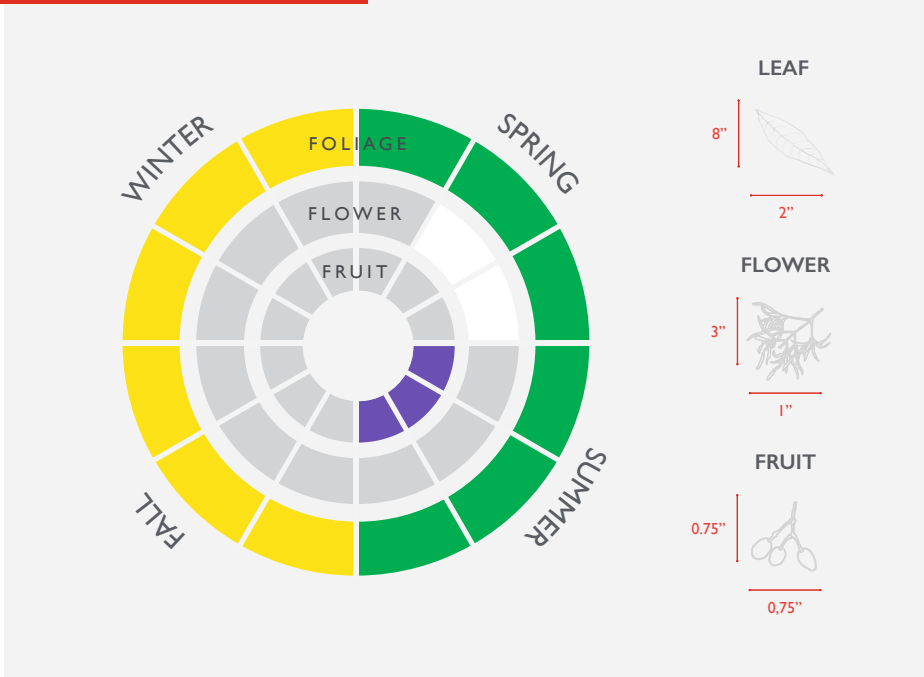 WINTER
SPRING
FOLIAGE
FLOWER
FRUIT
FALL
SUMMER
LEAF
8”
2”
FLOWER
3”
1”
FRUIT
0.75”
0,75”